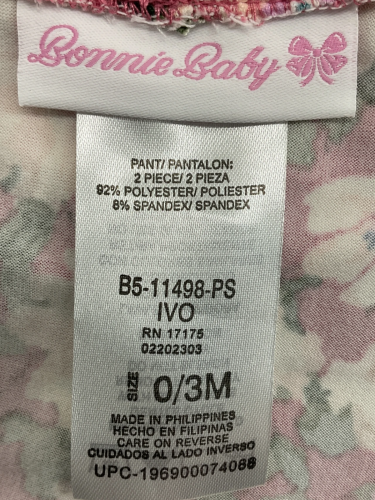 Bonnie Baby
PANT/ PANTALON:
2 PIECE/ 2 PIEZA
92% POLYESTER/ POLIESTER
8% SPANDEX/ SPANDEX
B5-11498-PS
IVO
RN 17175
02202303
SIZE 0/3M
MADE IN PHILIPPINES
HECHO EN FILIPINAS
CARE ON REVERSE
CUIDADOS AL LADO INVERSO
UPC-196900074068